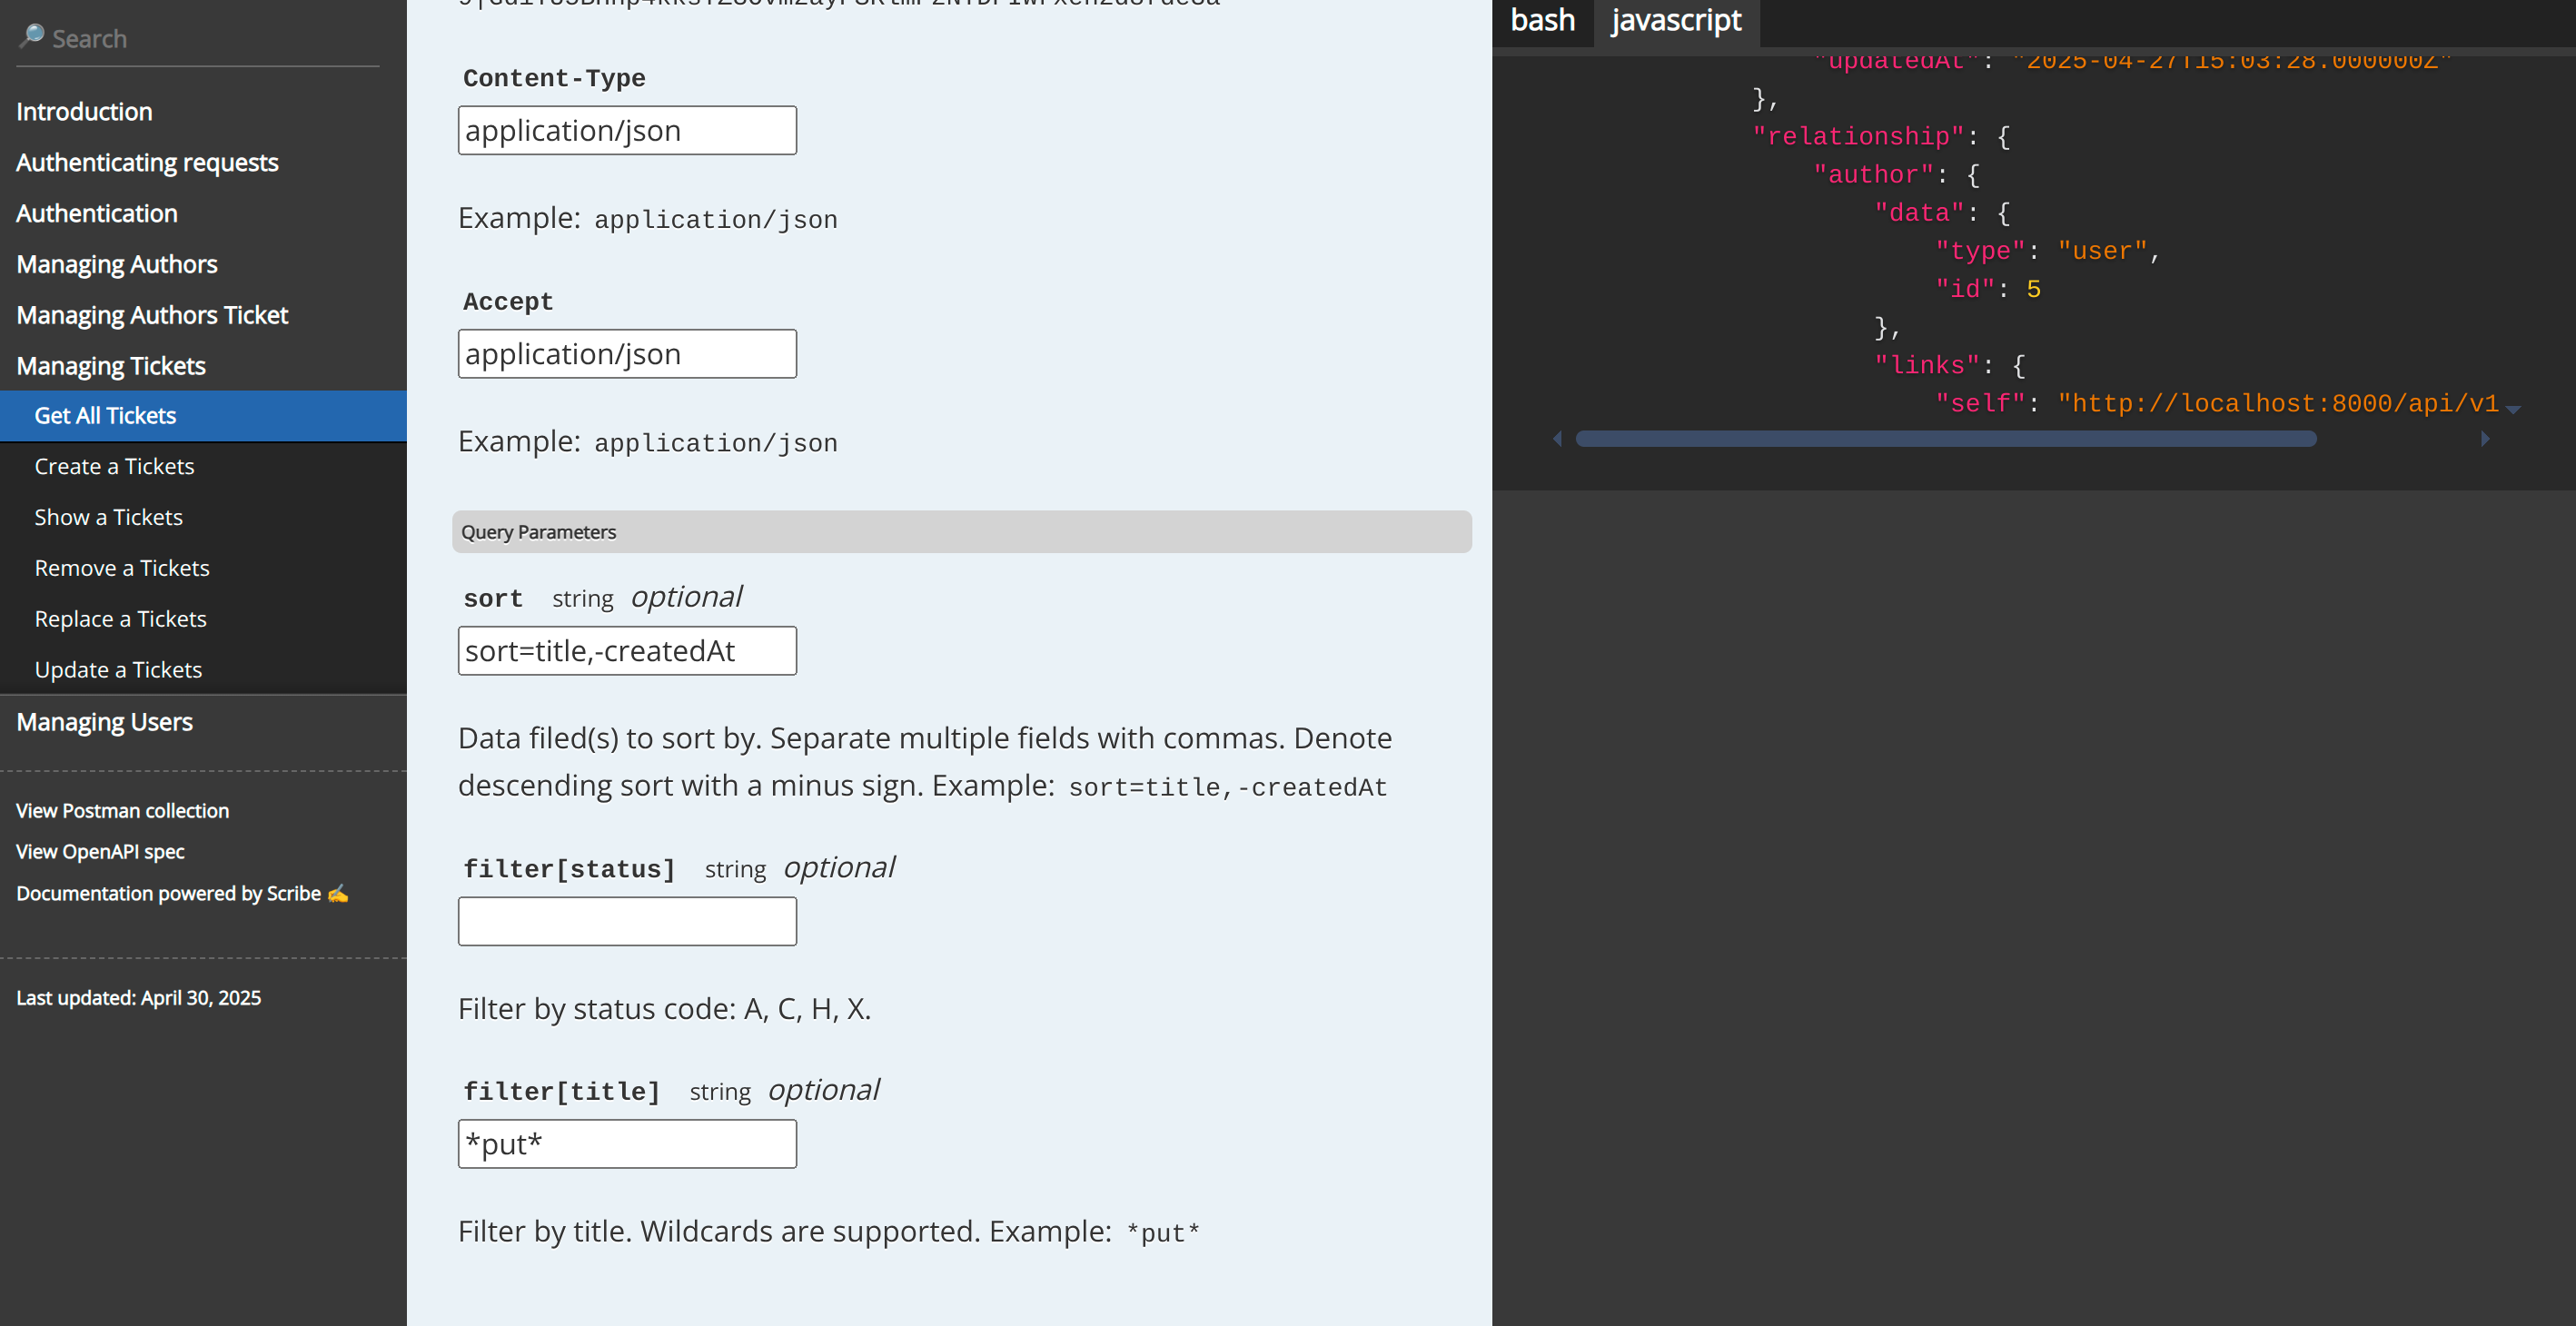 🔎 Search
Introduction
Authenticating requests
Authentication
Managing Authors
Managing Authors Ticket
Managing Tickets
Get All Tickets
Create a Tickets
Show a Tickets
Remove a Tickets
Replace a Tickets
Update a Tickets
Managing Users
View Postman collection
View OpenAPI spec
Documentation powered by Scribe ✍
Last updated: April 30, 2025
Content-Type
application/json
Example: application/json
Accept
application/json
Example: application/json
Query Parameters
sort string optional
sort=title,-createdAt
Data filed(s) to sort by. Separate multiple fields with commas. Denote
descending sort with a minus sign. Example: sort=title,-createdAt
filter[status] string optional
Filter by status code: A, C, H, X.
filter[title] string optional
*put*
Filter by title. Wildcards are supported. Example: *put*
bash javascript
"updatedAt": "2025-04-27T15:03:28.000000Z"
},
"relationship": {
"author": {
"data": {
"type": "user",
"id": 5
},
"links": {
"self": "http://localhost:8000/api/v1